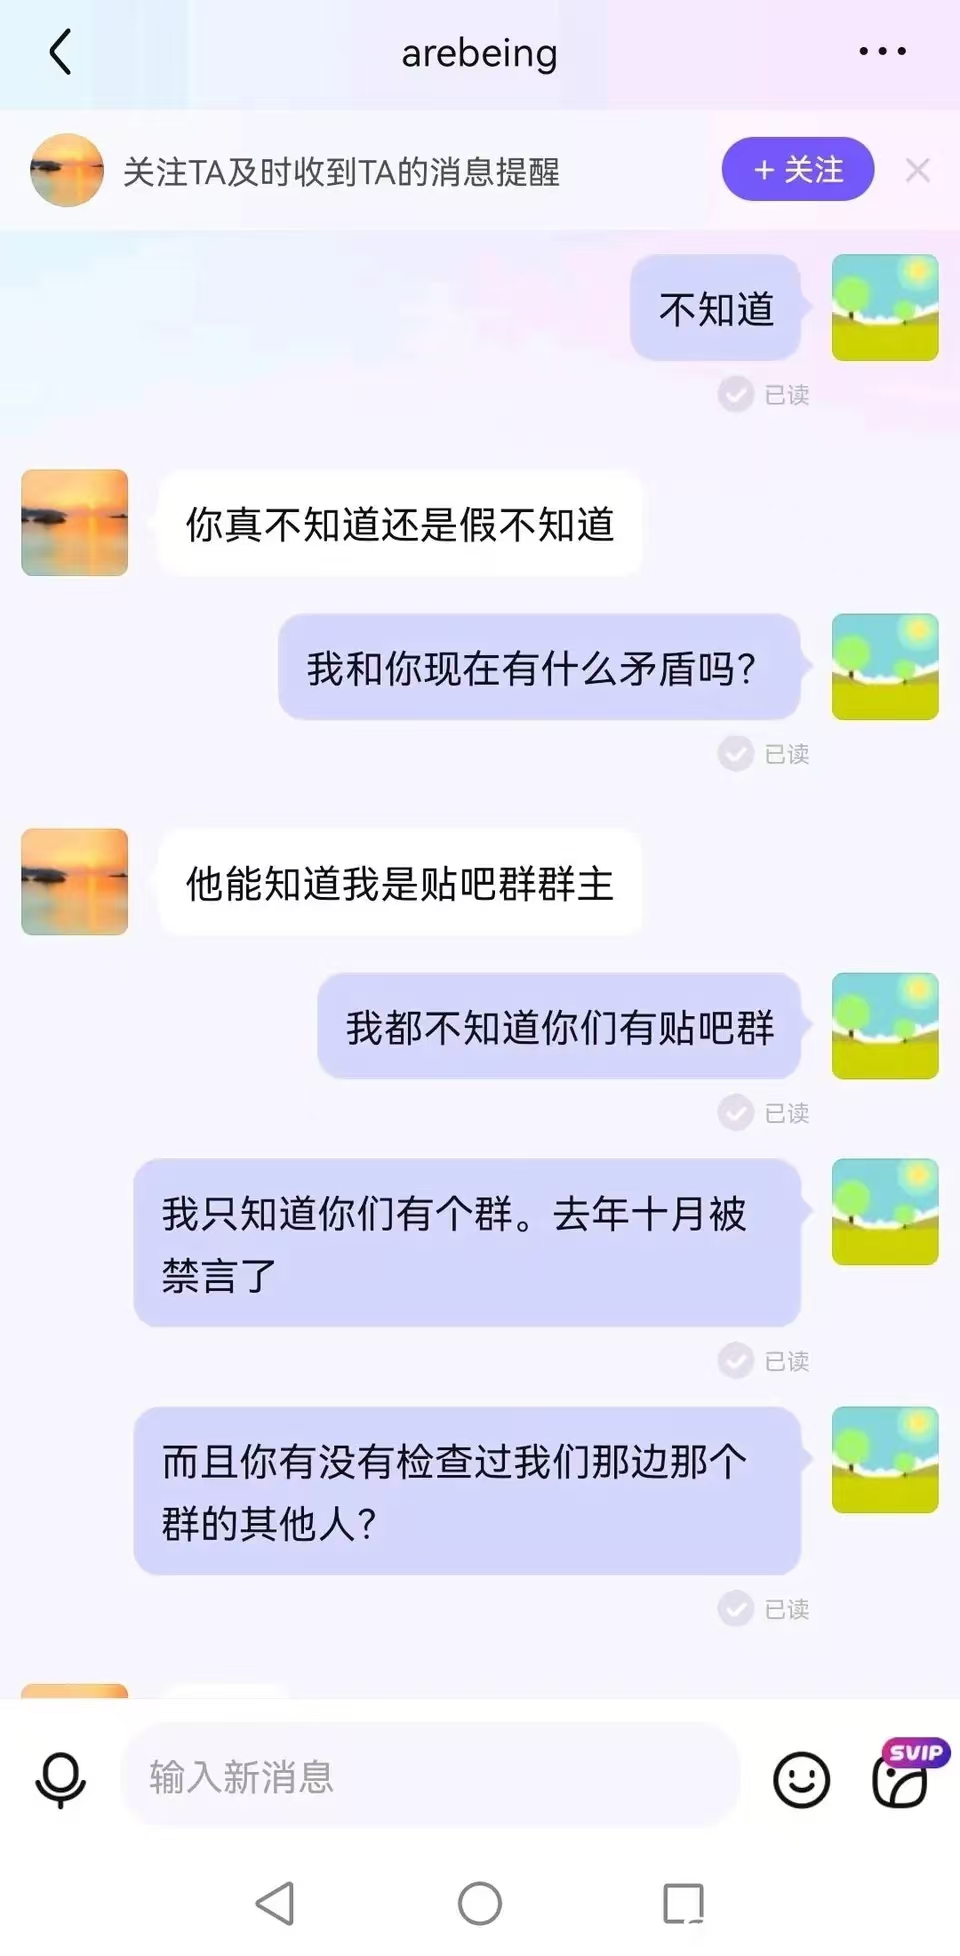 arebeing
关注TA及时收到TA的消息提醒
+ 关注
不知道
已读
你真不知道还是假不知道
我和你现在有什么矛盾吗?
已读
他能知道我是贴吧群群主
我都不知道你们有贴吧群
已读
我只知道你们有个群。去年十月被
禁言了
已读
而且你有没有检查过我们那边那个
群的其他人?
已读
输入新消息
SVIP